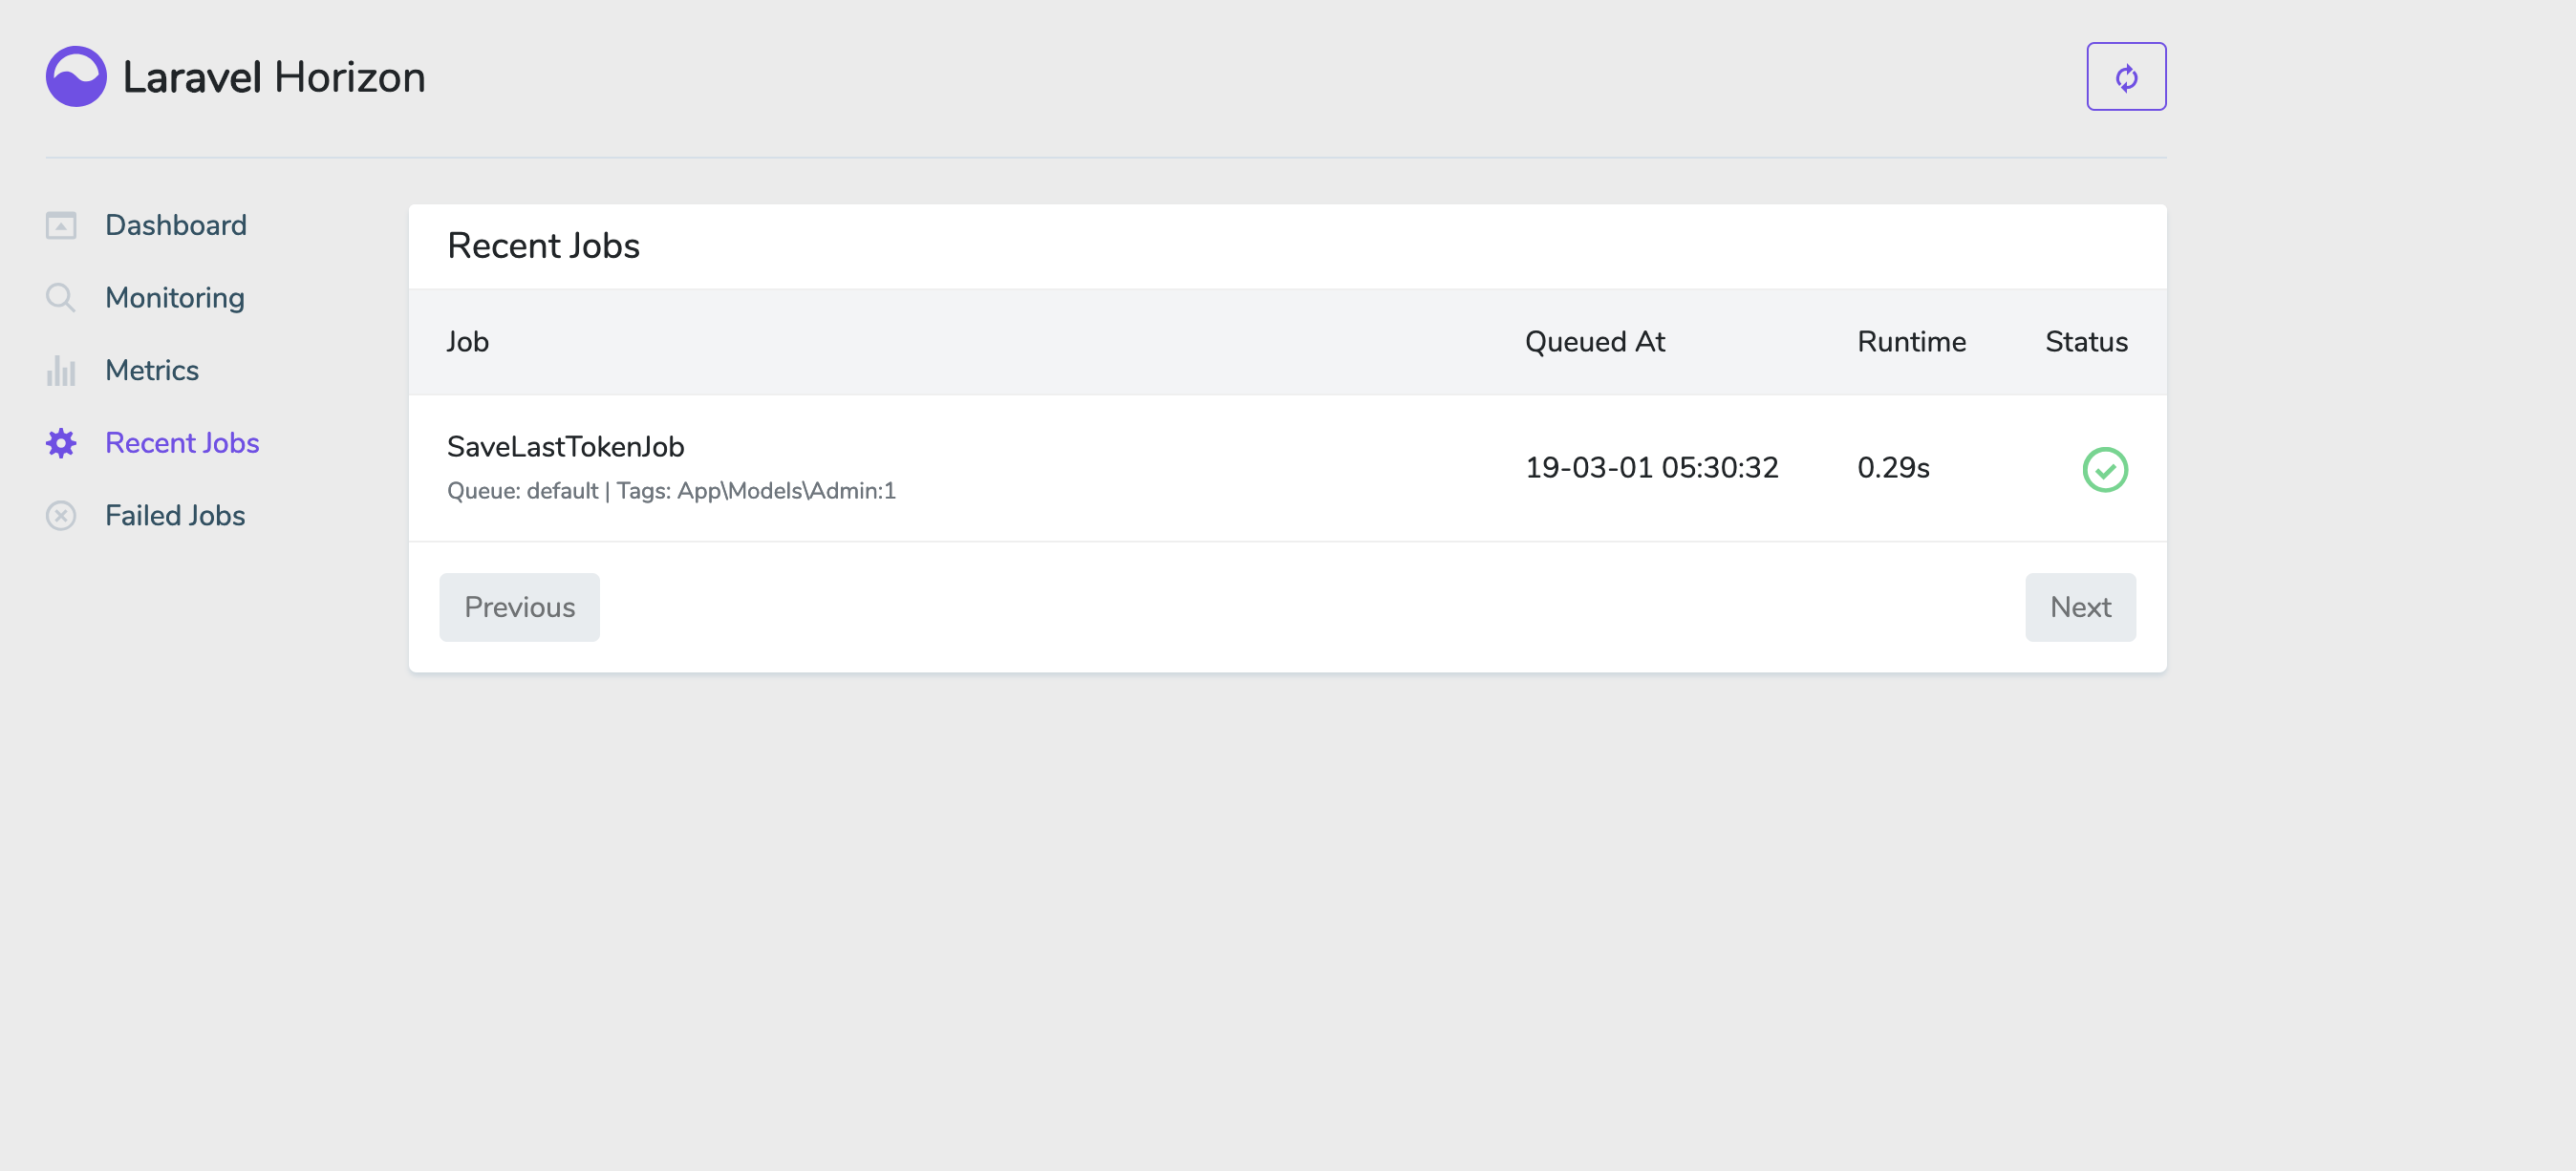 Laravel Horizon
Dashboard
Monitoring
Metrics
Recent Jobs
Failed Jobs
Recent Jobs
Job Queued At Runtime Status
SaveLastTokenJob
Queue: default | Tags: App\Models\Admin:1
19-03-01 05:30:32 0.29s
Previous Next